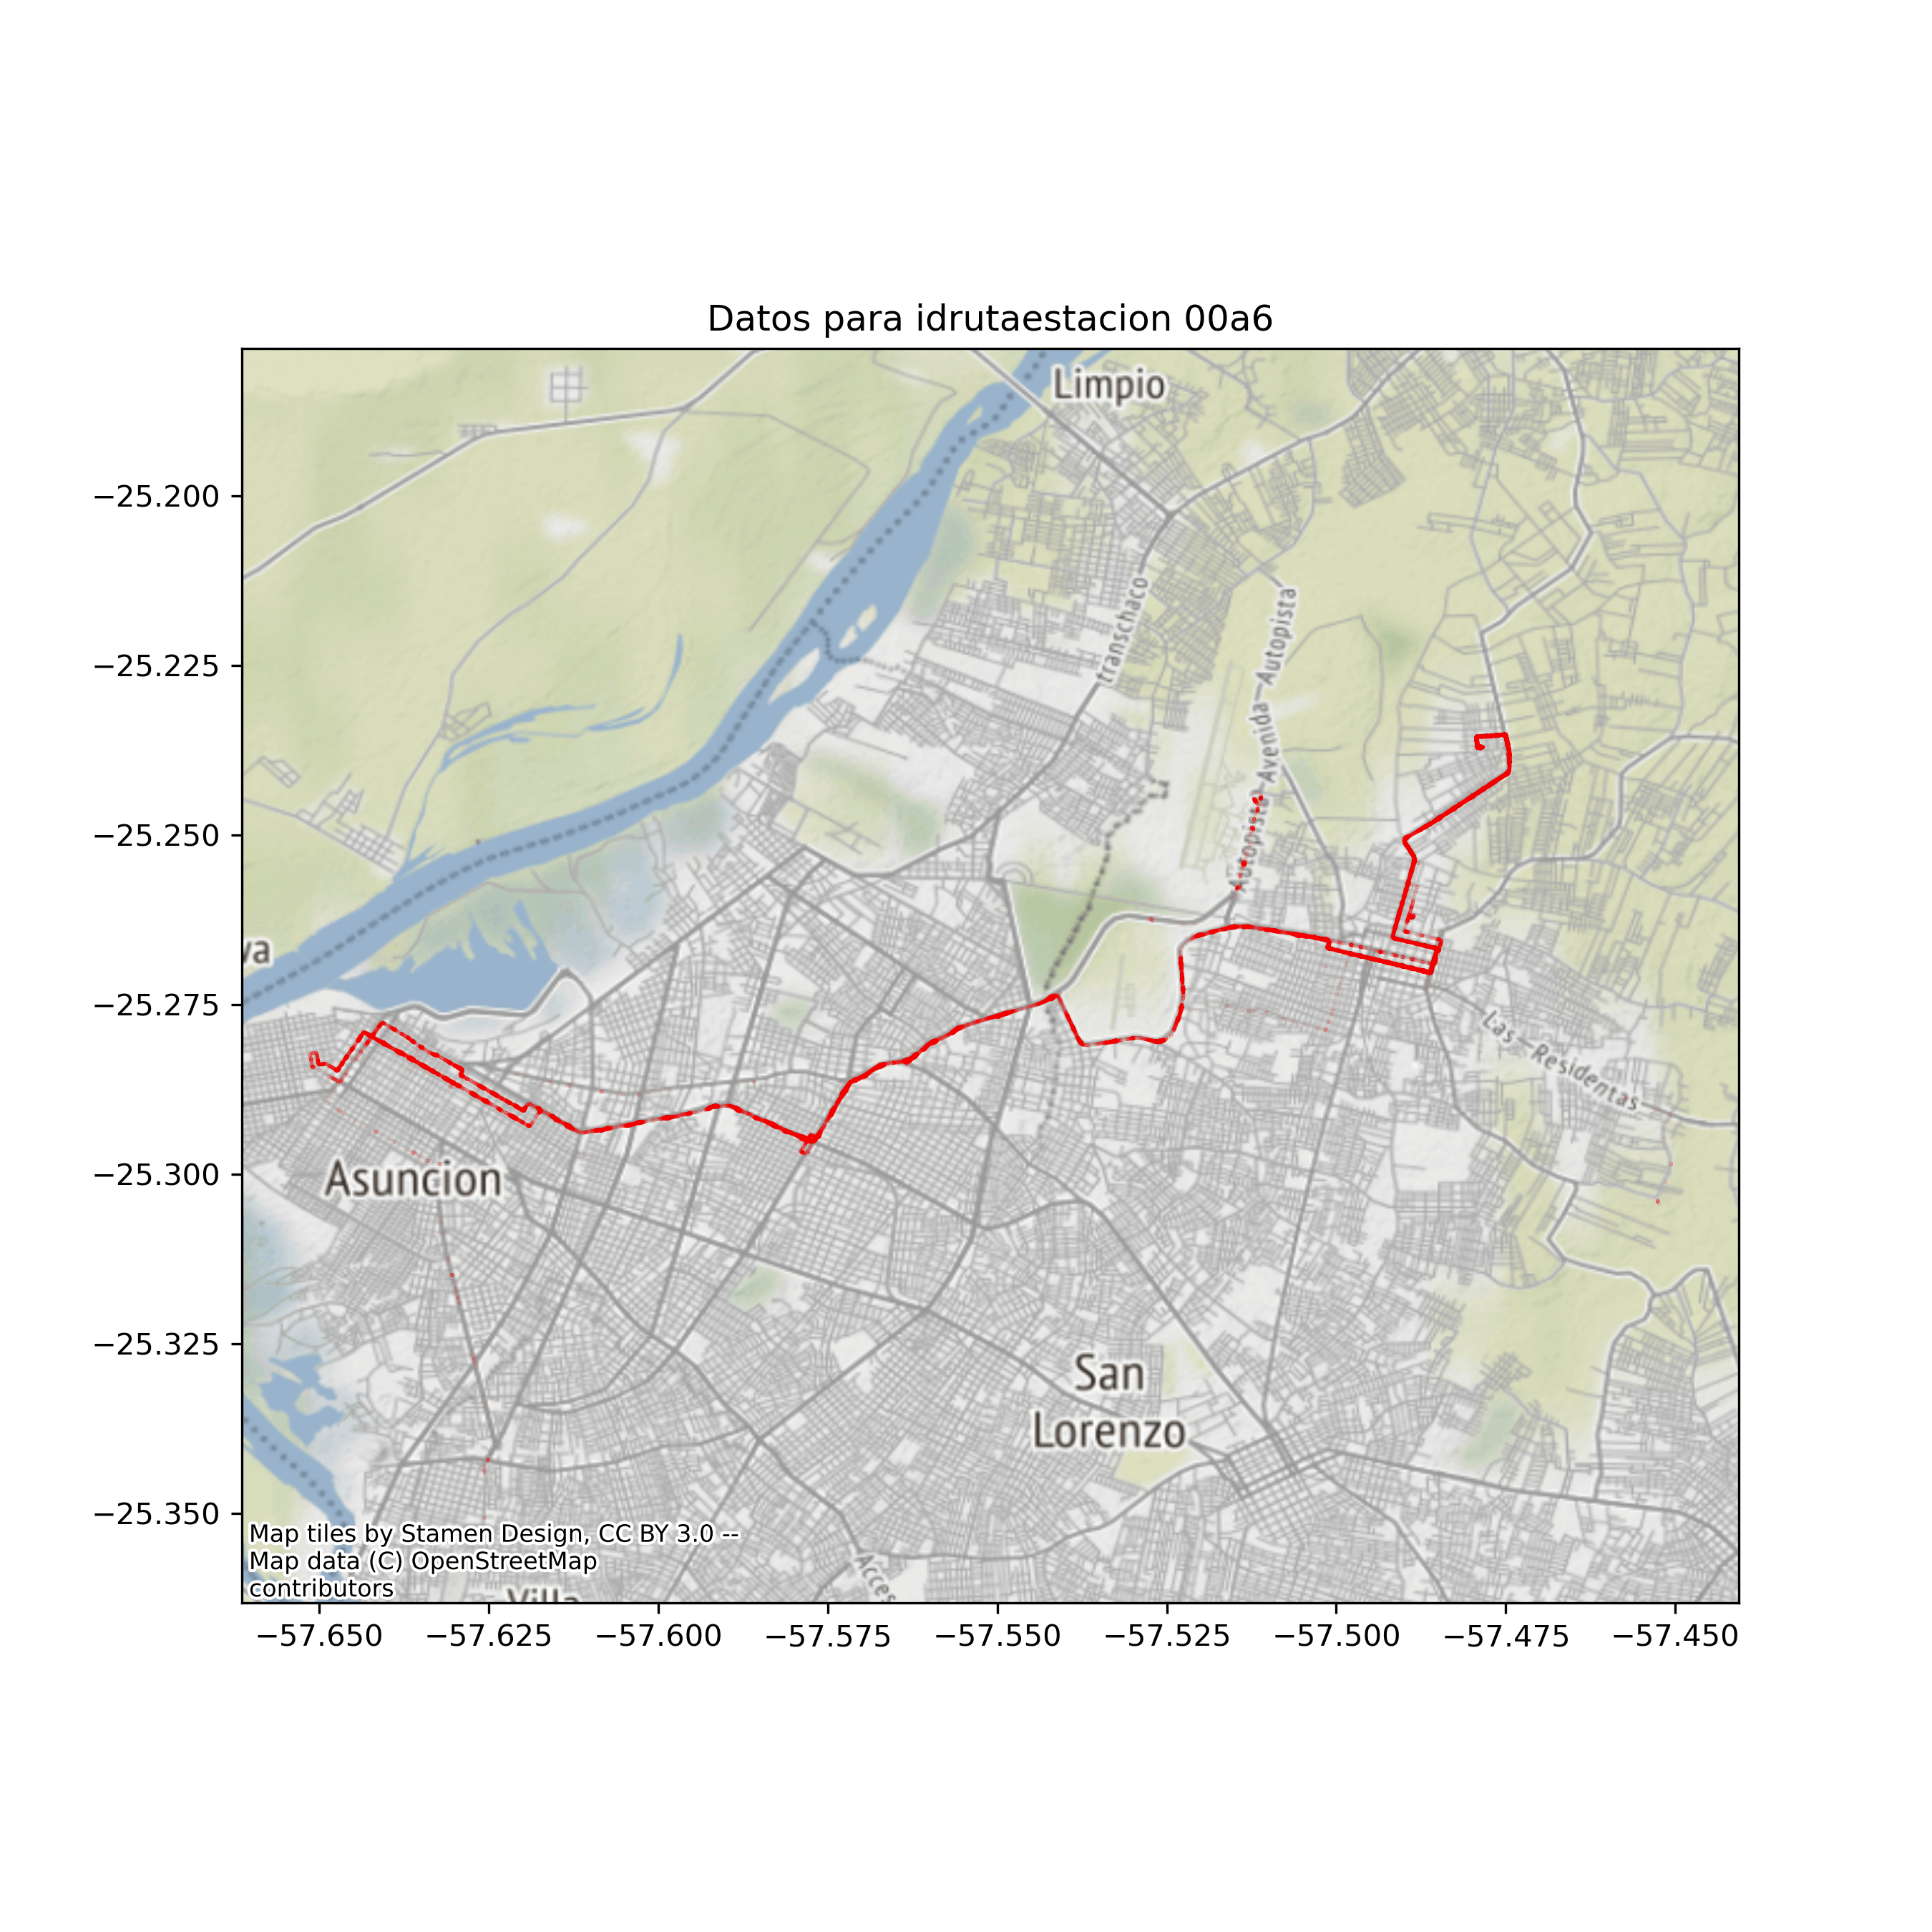 Datos para idrutaestacion 00a6
Limpio
−25.200
transchaco
−25.225
Autopista Avenida Autopista
−25.250
va
−25.275
Las Residentas
−25.300
Asuncion
−25.325
San
Lorenzo
−25.350
Map tiles by Stamen Design, CC BY 3.0 --
Map data (C) OpenStreetMap
contributors
Villa
Acces
−57.650 −57.625 −57.600 −57.575 −57.550 −57.525 −57.500 −57.475 −57.450